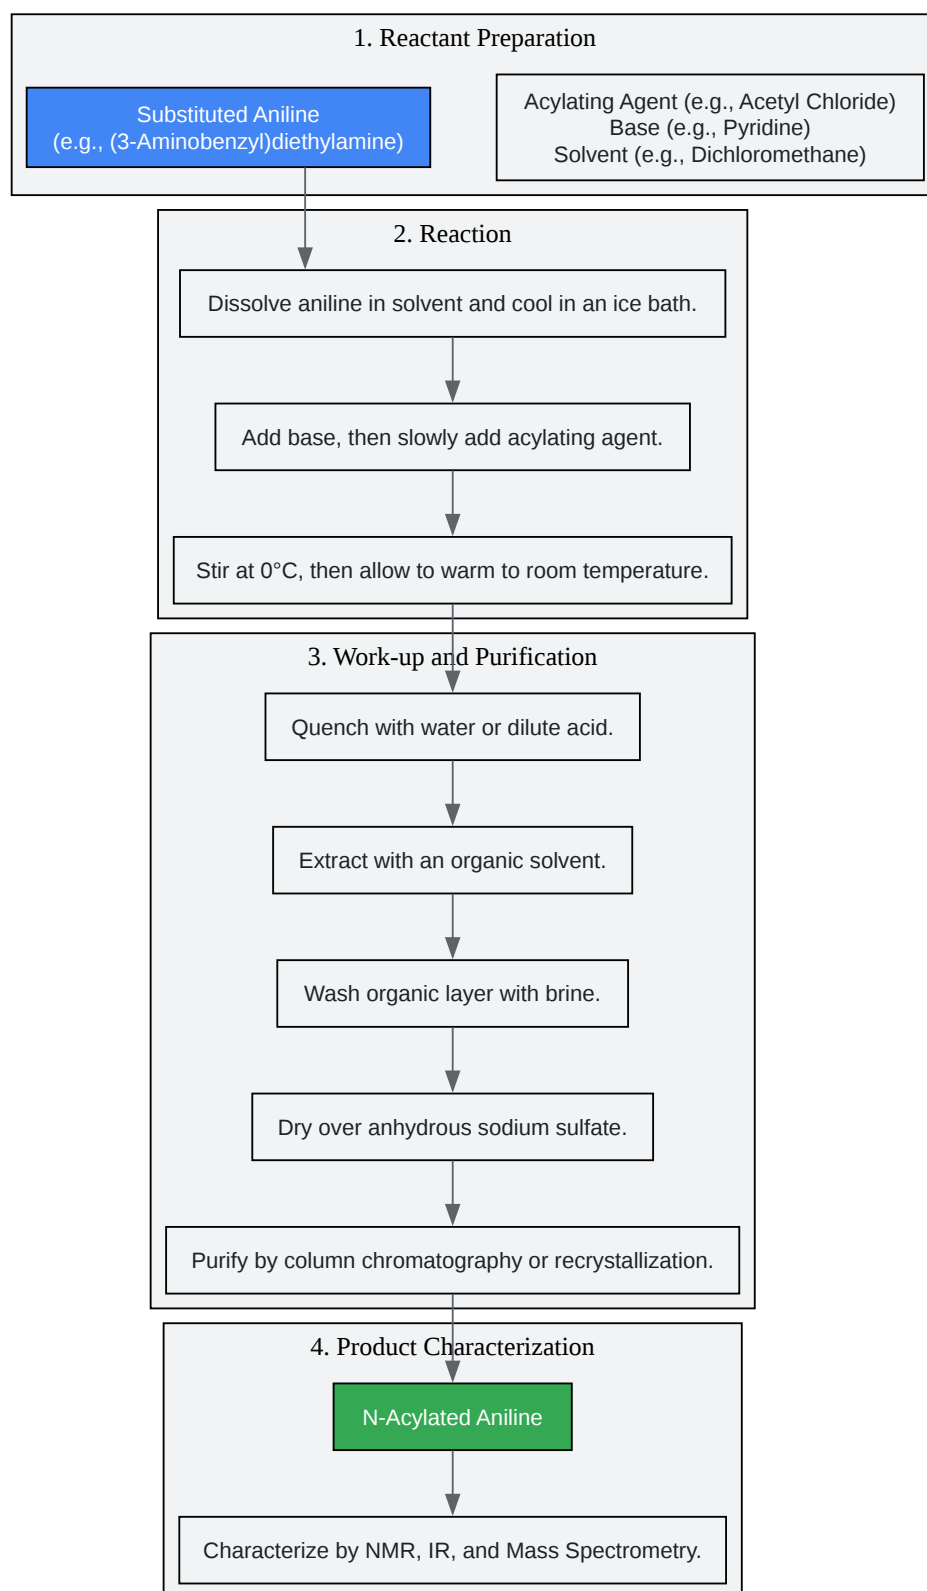 1. Reactant Preparation
Substituted Aniline
(e.g., (3-Aminobenzyl)diethylamine)
Acylating Agent (e.g., Acetyl Chloride)
Base (e.g., Pyridine)
Solvent (e.g., Dichloromethane)
2. Reaction
Dissolve aniline in solvent and cool in an ice bath.
Add base, then slowly add acylating agent.
Stir at 0°C, then allow to warm to room temperature.
3. Work-up and Purification
Quench with water or dilute acid.
Extract with an organic solvent.
Wash organic layer with brine.
Dry over anhydrous sodium sulfate.
Purify by column chromatography or recrystallization.
4. Product Characterization
N-Acylated Aniline
Characterize by NMR, IR, and Mass Spectrometry.